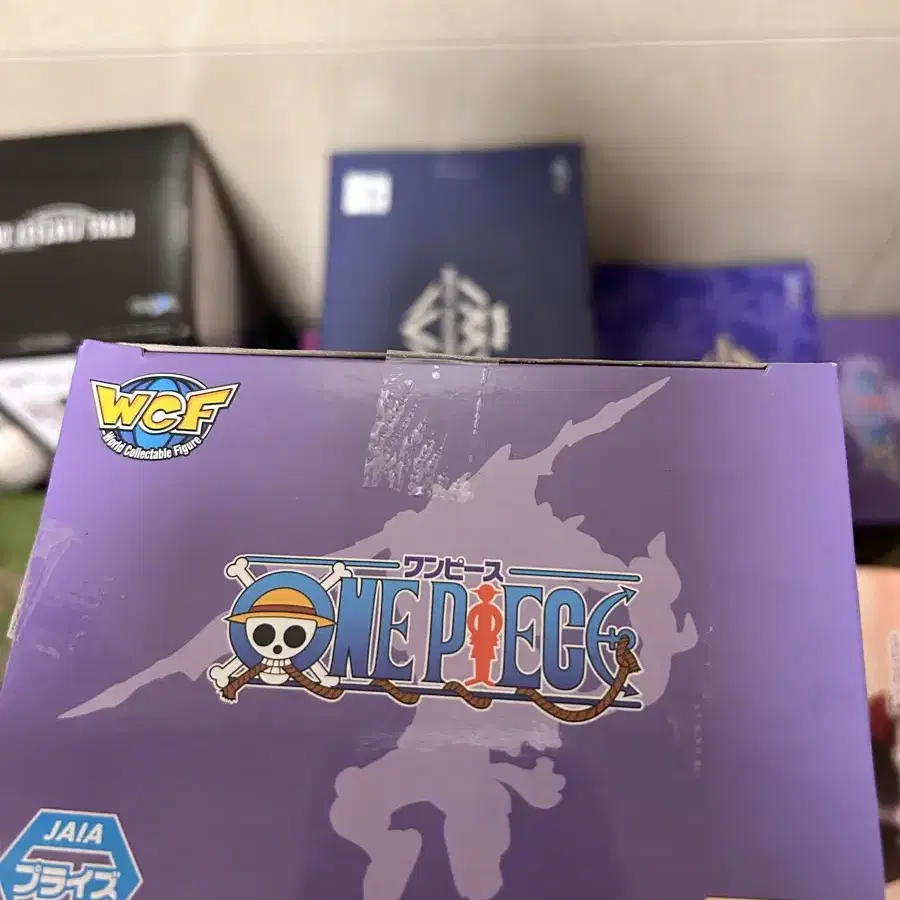 WCF
World Collectable Figure
ワンピース
ONE PIECE
JAIA
プライズ